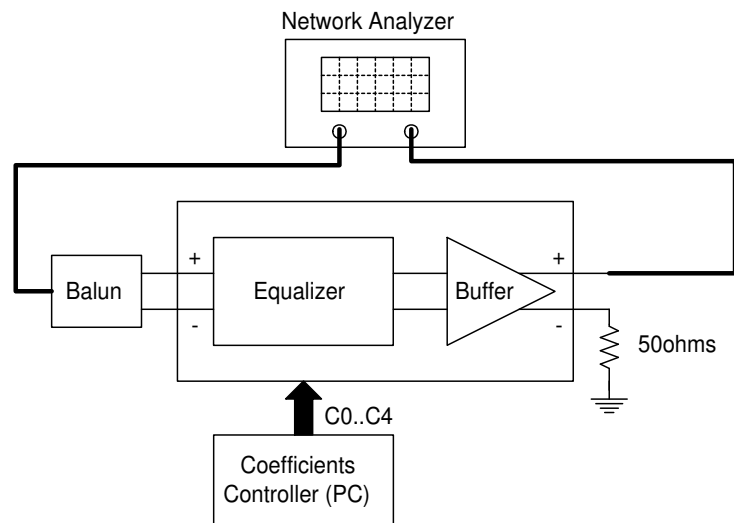 Network Analyzer
Balun
+
-
Equalizer
Buffer
+
-
50ohms
C0..C4
Coefficients
Controller (PC)